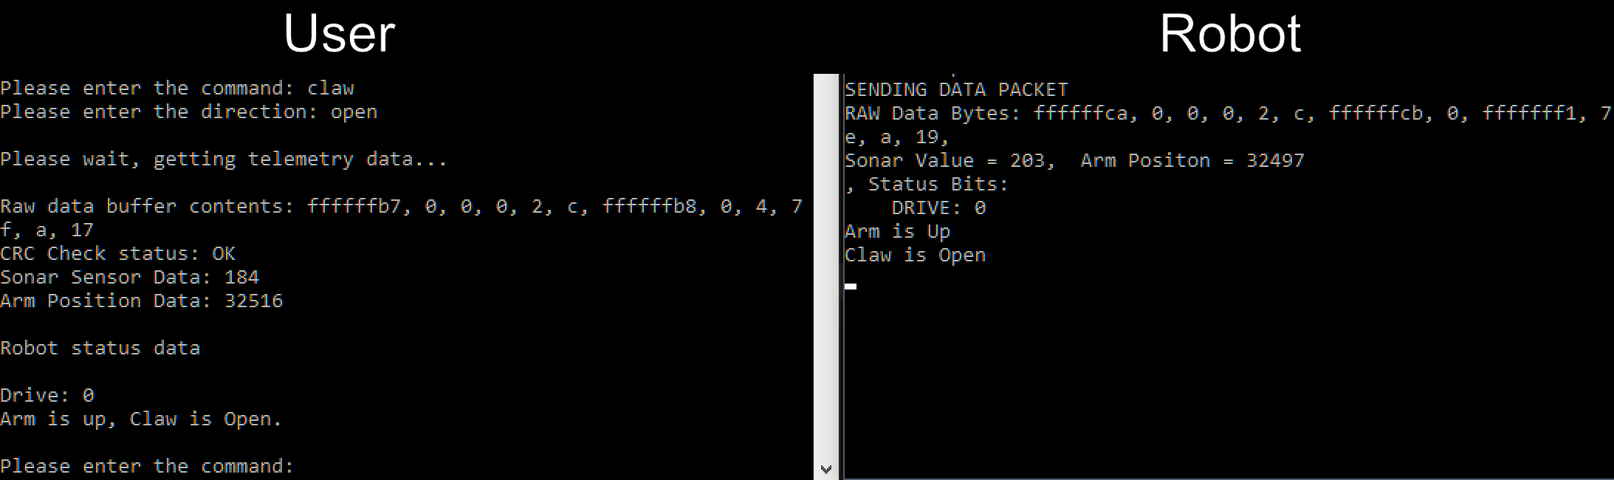 User
Please enter the command: claw
Please enter the direction: open
Please wait, getting telemetry data...
Raw data buffer contents: ffffffb7, 0, 0, 0, 2, c, ffffffb8, 0, 4, 7
f, a, 17
CRC Check status: OK
Sonar Sensor Data: 184
Arm Position Data: 32516
Robot status data
Drive: 0
Arm is up, Claw is Open.
Please enter the command:
Robot
SENDING DATA PACKET
RAW Data Bytes: ffffffca, 0, 0, 0, 2, c, ffffffcb, 0, fffffff1, 7
e, a, 19,
Sonar Value = 203,  Arm Positon = 32497
, Status Bits:
DRIVE: 0
Arm is Up
Claw is Open